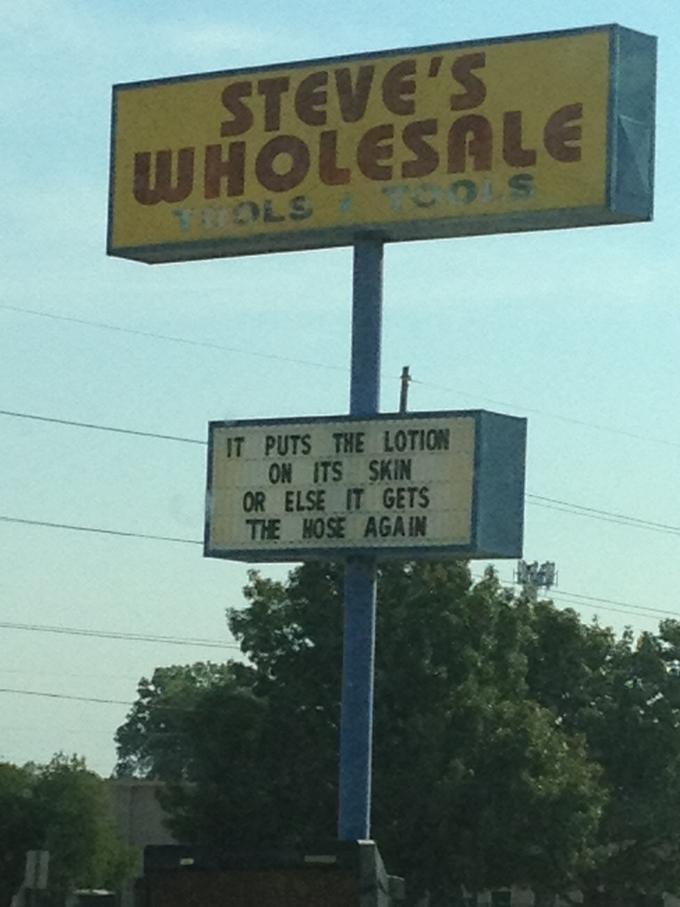 STEVE'S
WHOLESALE
TOOLS * TOOLS
IT PUTS THE LOTION
ON ITS SKIN
OR ELSE IT GETS
THE HOSE AGAIN